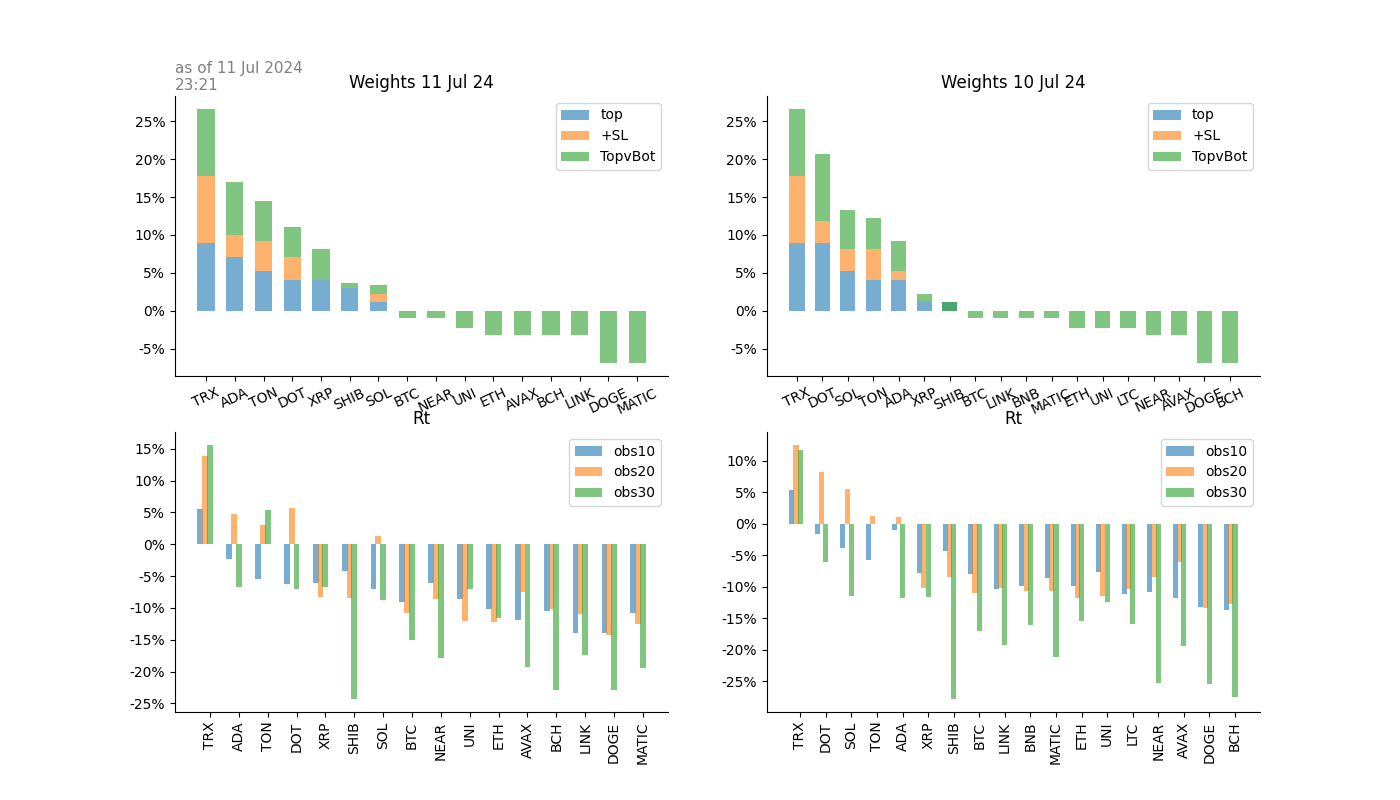 as of 11 Jul 2024
23:21
Weights 11 Jul 24
25%
20%
15%
10%
5%
0%
-5%
top
+SL
TopvBot
TRX ADA TON DOT XRP SHIB SOL BTC NEAR UNI ETH AVAX BCH LINK DOGE MATIC
Weights 10 Jul 24
25%
20%
15%
10%
5%
0%
-5%
top
+SL
TopvBot
TRX DOT SOL TON ADA XRP SHIB BTC LINK BNB MATIC ETH UNI LTC NEAR AVAX DOGE BCH
Rt
15%
10%
5%
0%
-5%
-10%
-15%
-20%
-25%
obs10
obs20
obs30
TRX ADA TON DOT XRP SHIB SOL BTC NEAR UNI ETH AVAX BCH LINK DOGE MATIC
Rt
10%
5%
0%
-5%
-10%
-15%
-20%
-25%
obs10
obs20
obs30
TRX DOT SOL TON ADA XRP SHIB BTC LINK BNB MATIC ETH UNI LTC NEAR AVAX DOGE BCH